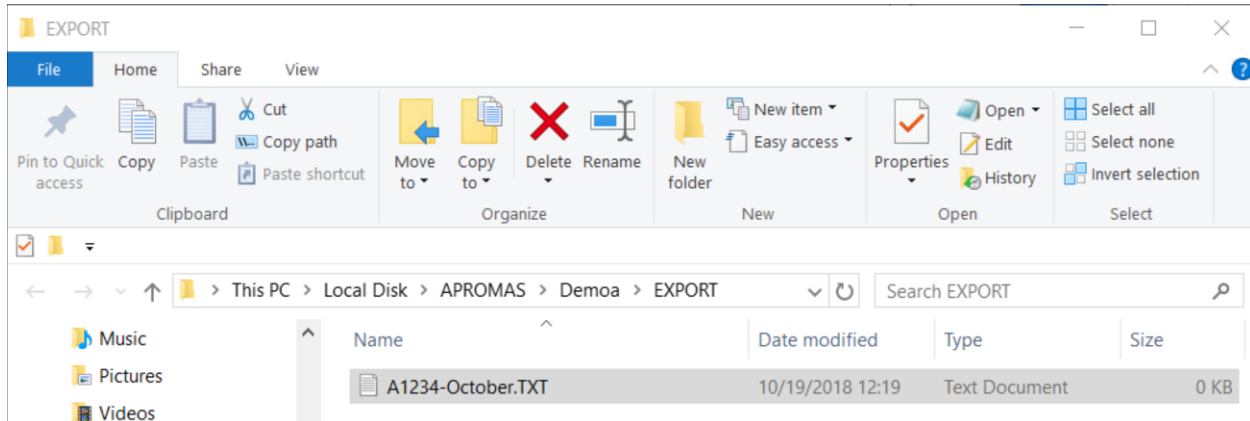 EXPORT
File Home Share View
Pin to Quick access
Copy
Paste
Cut
W... Copy path
Paste shortcut
Clipboard
Move to
Copy to
Delete
Rename
Organize
New folder
New item
Easy access
New
Properties
Open
Edit
History
Open
Select all
Select none
Invert selection
Select
This PC > Local Disk > APROMAS > Demoa > EXPORT
Search EXPORT
Music
Pictures
Videos
Name Date modified Type Size
A1234-October.TXT 10/19/2018 12:19 Text Document 0 KB